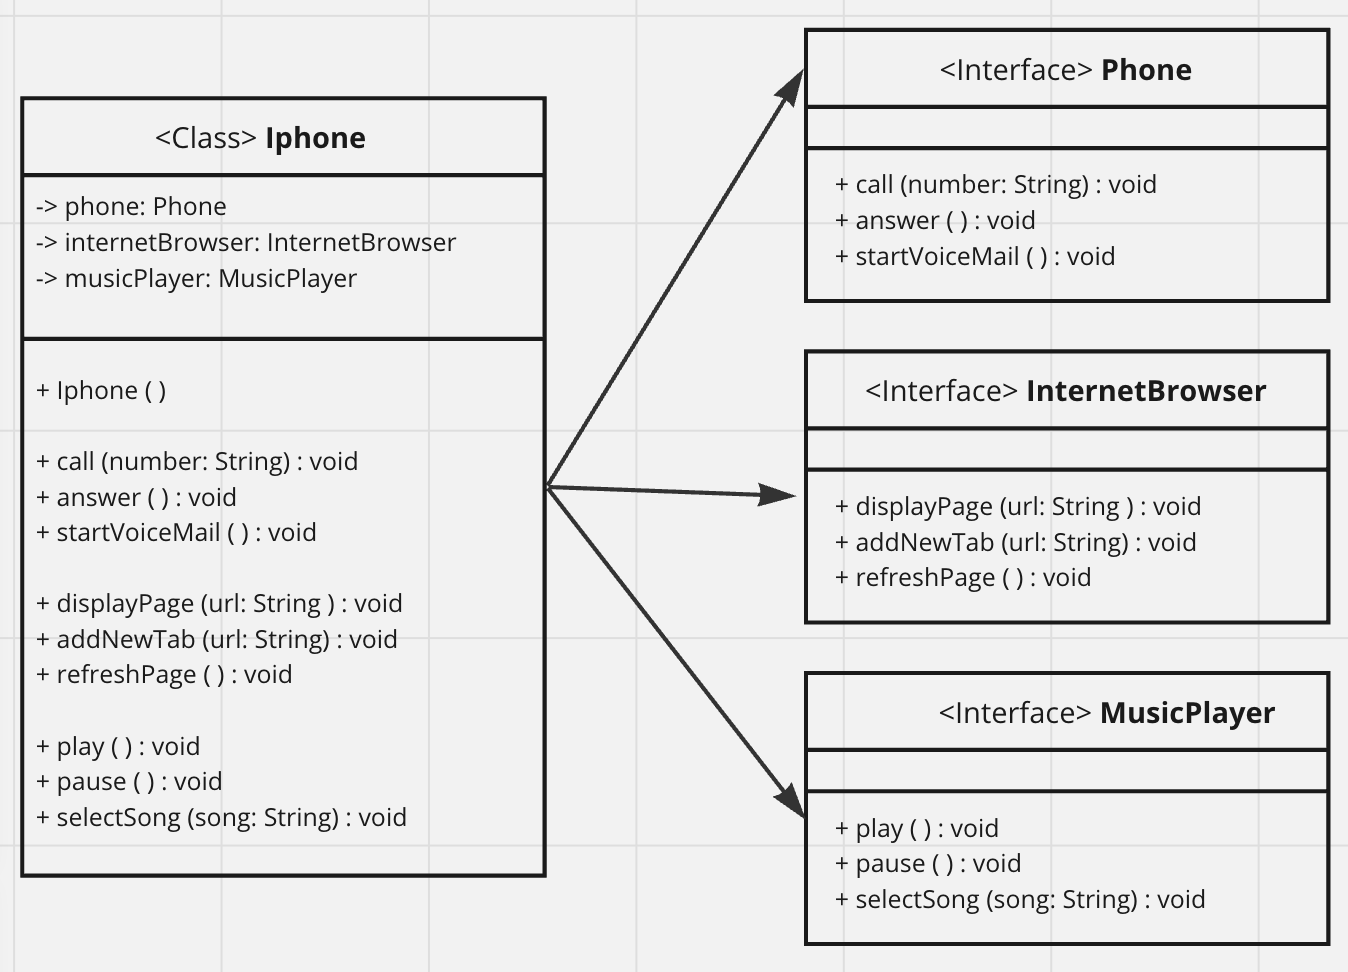 <Class> Iphone
-> phone: Phone
-> internetBrowser: InternetBrowser
-> musicPlayer: MusicPlayer
+ Iphone ( )
+ call (number: String) : void
+ answer ( ) : void
+ startVoiceMail ( ) : void
+ displayPage (url: String ) : void
+ addNewTab (url: String) : void
+ refreshPage ( ) : void
+ play ( ) : void
+ pause ( ) : void
+ selectSong (song: String) : void
<Interface> Phone
+ call (number: String) : void
+ answer ( ) : void
+ startVoiceMail ( ) : void
<Interface> InternetBrowser
+ displayPage (url: String ) : void
+ addNewTab (url: String) : void
+ refreshPage ( ) : void
<Interface> MusicPlayer
+ play ( ) : void
+ pause ( ) : void
+ selectSong (song: String) : void